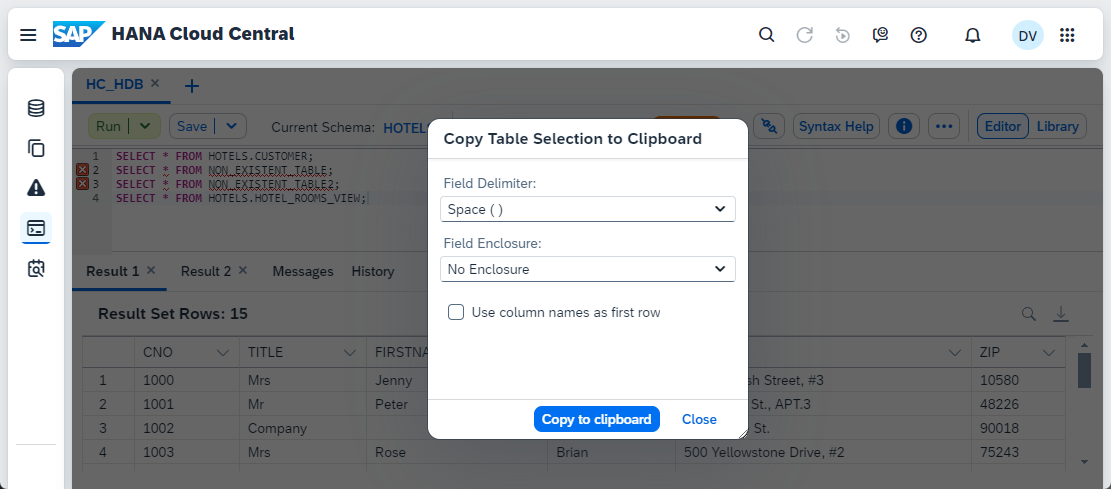 SAP HANA Cloud Central DV
HC_HDB
Run Save Current Schema: HOTEL Syntax Help Editor Library
1 SELECT * FROM HOTELS.CUSTOMER;
2 SELECT * FROM NON_EXISTENT_TABLE;
3 SELECT * FROM NON_EXISTENT_TABLE2;
4 SELECT * FROM HOTELS.HOTEL_ROOMS_VIEW;
Result 1 Result 2 Messages History
Result Set Rows: 15
CNO TITLE FIRSTNA ZIP
1 1000 Mrs Jenny sh Street, #3 10580
2 1001 Mr Peter St., APT.3 48226
3 1002 Company St. 90018
4 1003 Mrs Rose Brian 500 Yellowstone Drive, #2 75243
Copy Table Selection to Clipboard
Field Delimiter:
Space ( )
Field Enclosure:
No Enclosure
Use column names as first row
Copy to clipboard Close